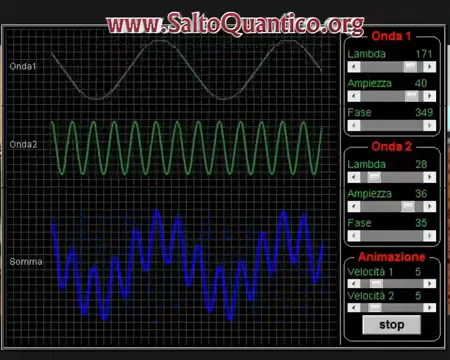 www.SaltoQuantico.org
Onda1
Onda2
Somma
Onda 1
Lambda 171
Ampiezza 40
Fase 349
Onda 2
Lambda 28
Ampiezza 36
Fase 35
Animazione
Velocità 1 5
Velocità 2 5
stop